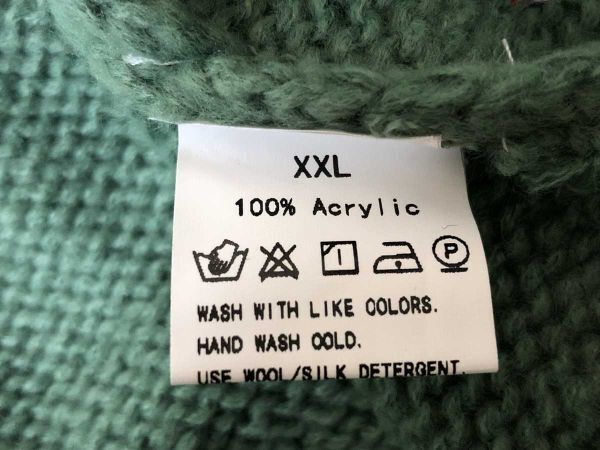 XXL
100% Acrylic
P
WASH WITH LIKE COLORS.
HAND WASH COLD.
USE WOOL/SILK DETERGENT.